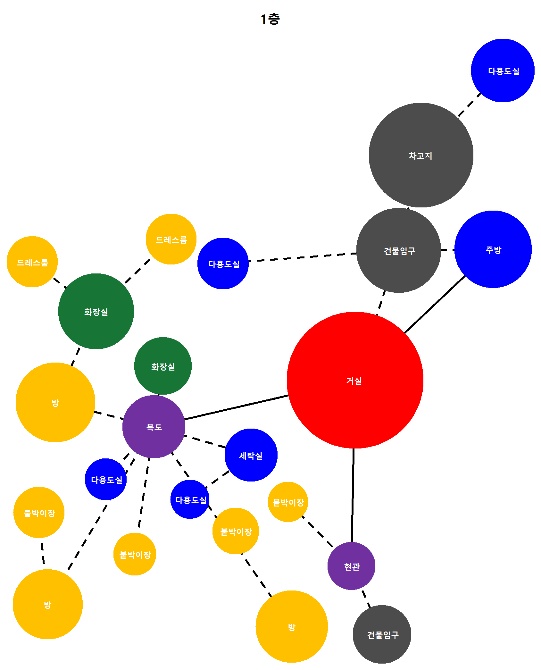 1층
다용도실
차고지
드레스룸
드레스룸
다용도실
건물입구
주방
화장실
화장실
거실
방
복도
다용도실
세탁실
다용도실
붙박이장
붙박이장
붙박이장
붙박이장
현관
방
방
건물입구